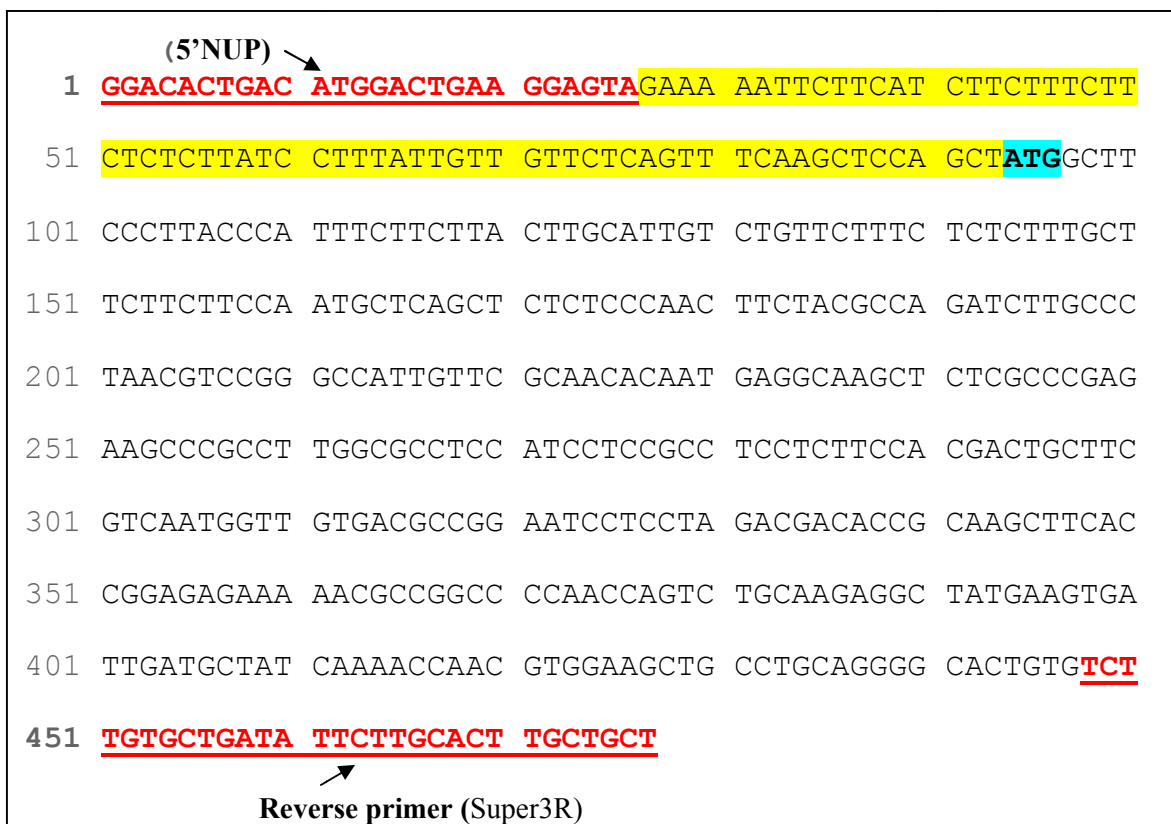 (5’NUP)
1 GGACACTGAC ATGGACTGAA GGAGTAGAAA AATTCTTCAT CTTCTTTCTT
51 CTCTCTTATC CTTTATTGTT GTTCTCAGTT TCAAGCTCCA GCTATGGCTT
101 CCCTTACCCA TTTCTTCTTA CTTGCATTGT CTGTTCTTTC TCTCTTTGCT
151 TCTTCTTCCA ATGCTCAGCT CTCTCCCAAC TTCTACGCCA GATCTTGCCC
201 TAACGTCCGG GCCATTGTTC GCAACACAAT GAGGCAAGCT CTCGCCCGAG
251 AAGCCCGCCT TGGCGCCTCC ATCCTCCGCC TCCTCTTCCA CGACTGCTTC
301 GTCAATGGTT GTGACGCCGG AATCCTCCTA GACGACACCG CAAGCTTCAC
351 CGGAGAGAAA AACGCCGGCC CCAACCAGTC TGCAAGAGGC TATGAAGTGA
401 TTGATGCTAT CAAAACCAAC GTGGAAGCTG CCTGCAGGGG CACTGTGTCT
451 TGTGCTGATA TTCTTGCACT TGCTGCT
Reverse primer (Super3R)